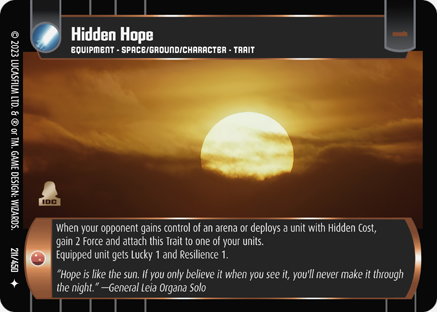 Hidden Hope
EQUIPMENT - SPACE/GROUND/CHARACTER - TRAIT
© 2023 LUCASFILM LTD. & ® or TM. GAME DESIGN: WIZARDS.
211/450
IDC
When your opponent gains control of an arena or deploys a unit with Hidden Cost,
gain 2 Force and attach this Trait to one of your units.
Equipped unit gets Lucky 1 and Resilience 1.
“Hope is like the sun. If you only believe it when you see it, you'll never make it through
the night.” —General Leia Organa Solo